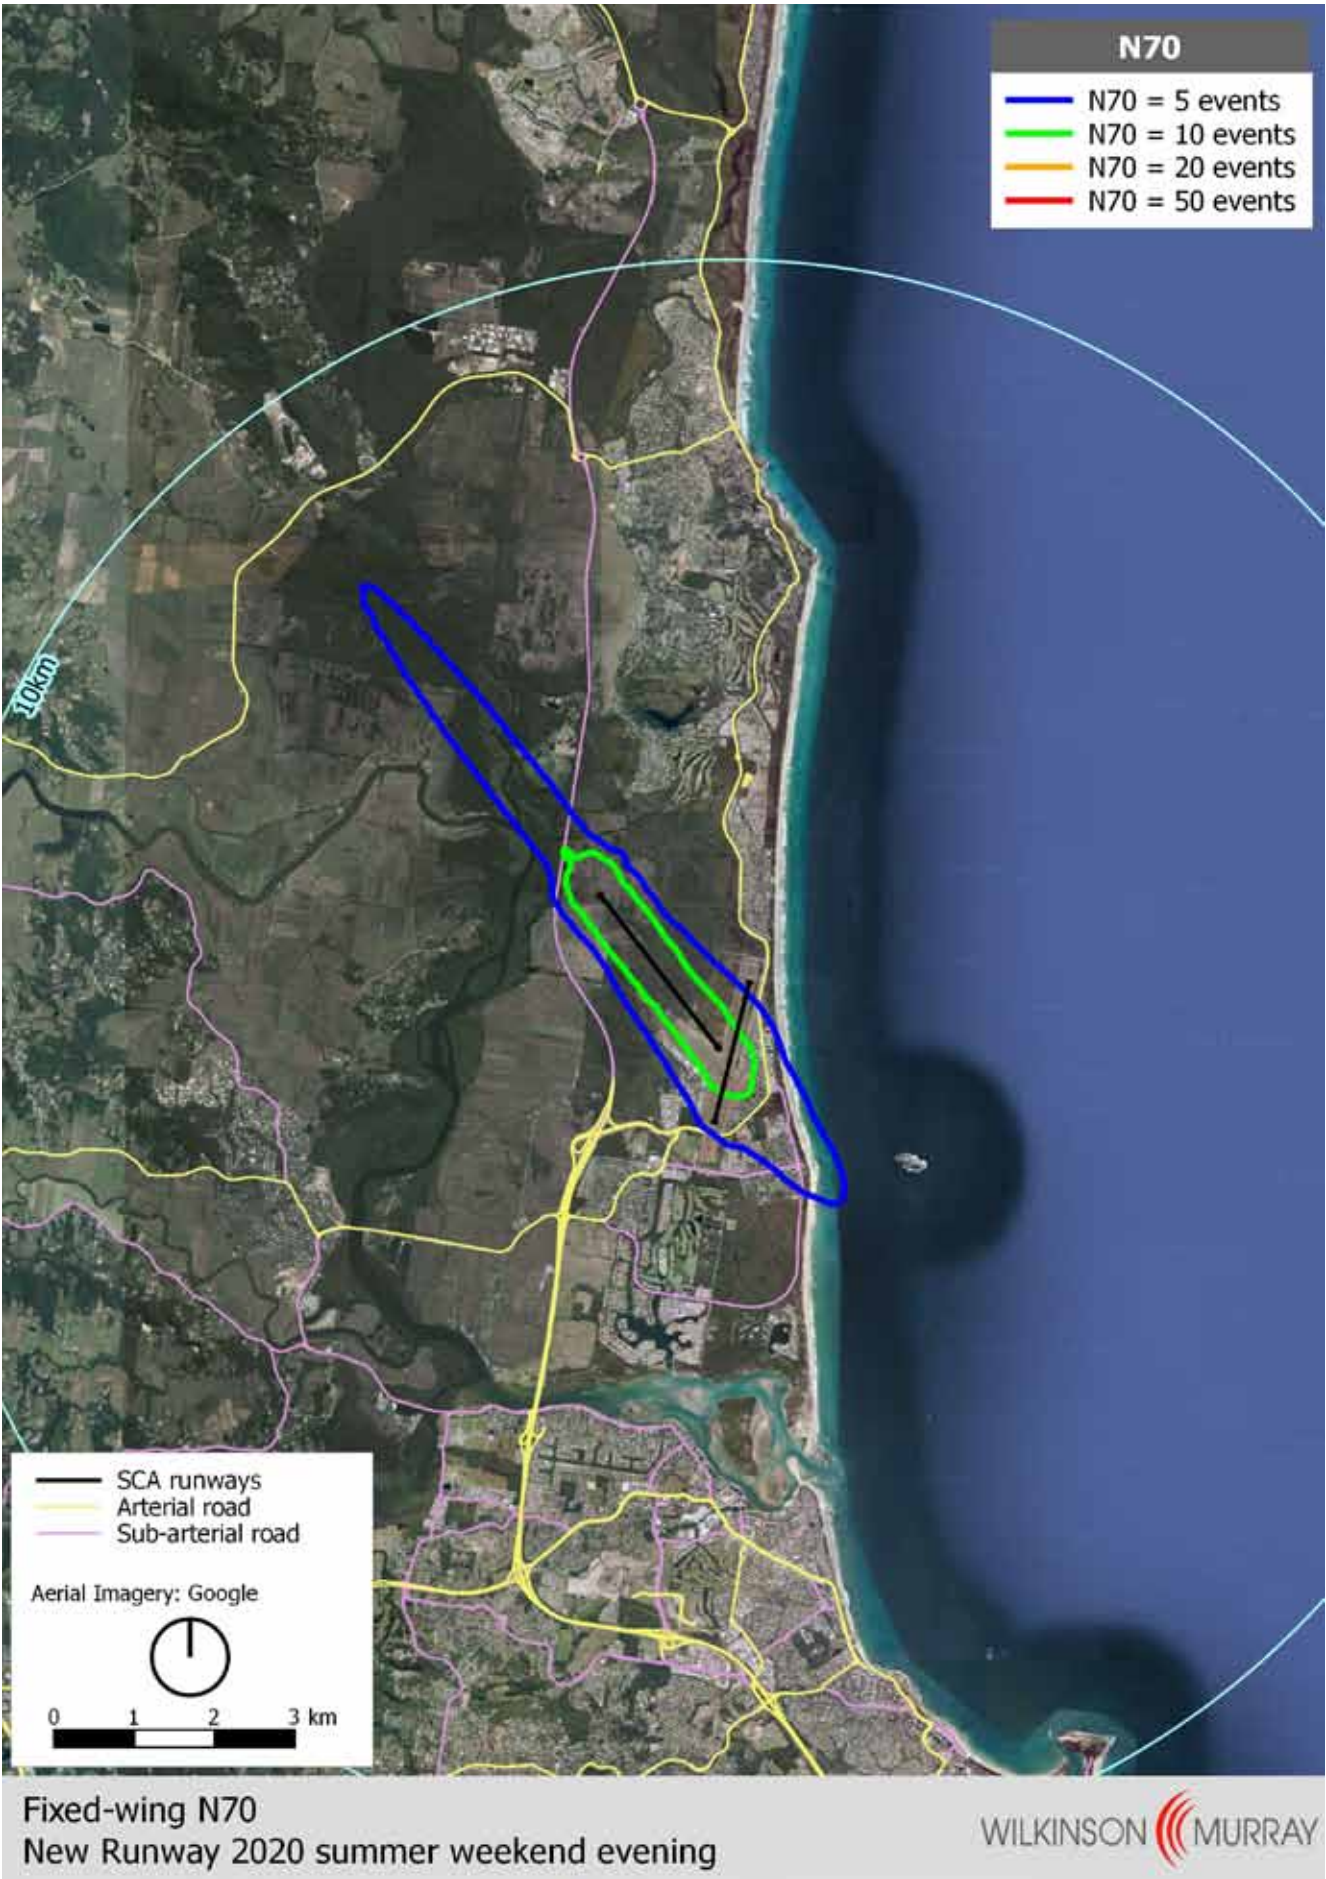 N70
N70 = 5 events
N70 = 10 events
N70 = 20 events
N70 = 50 events
10km
SCA runways
Arterial road
Sub-arterial road
Aerial Imagery: Google
0 1 2 3 km
Fixed-wing N70
New Runway 2020 summer weekend evening
WILKINSON MURRAY